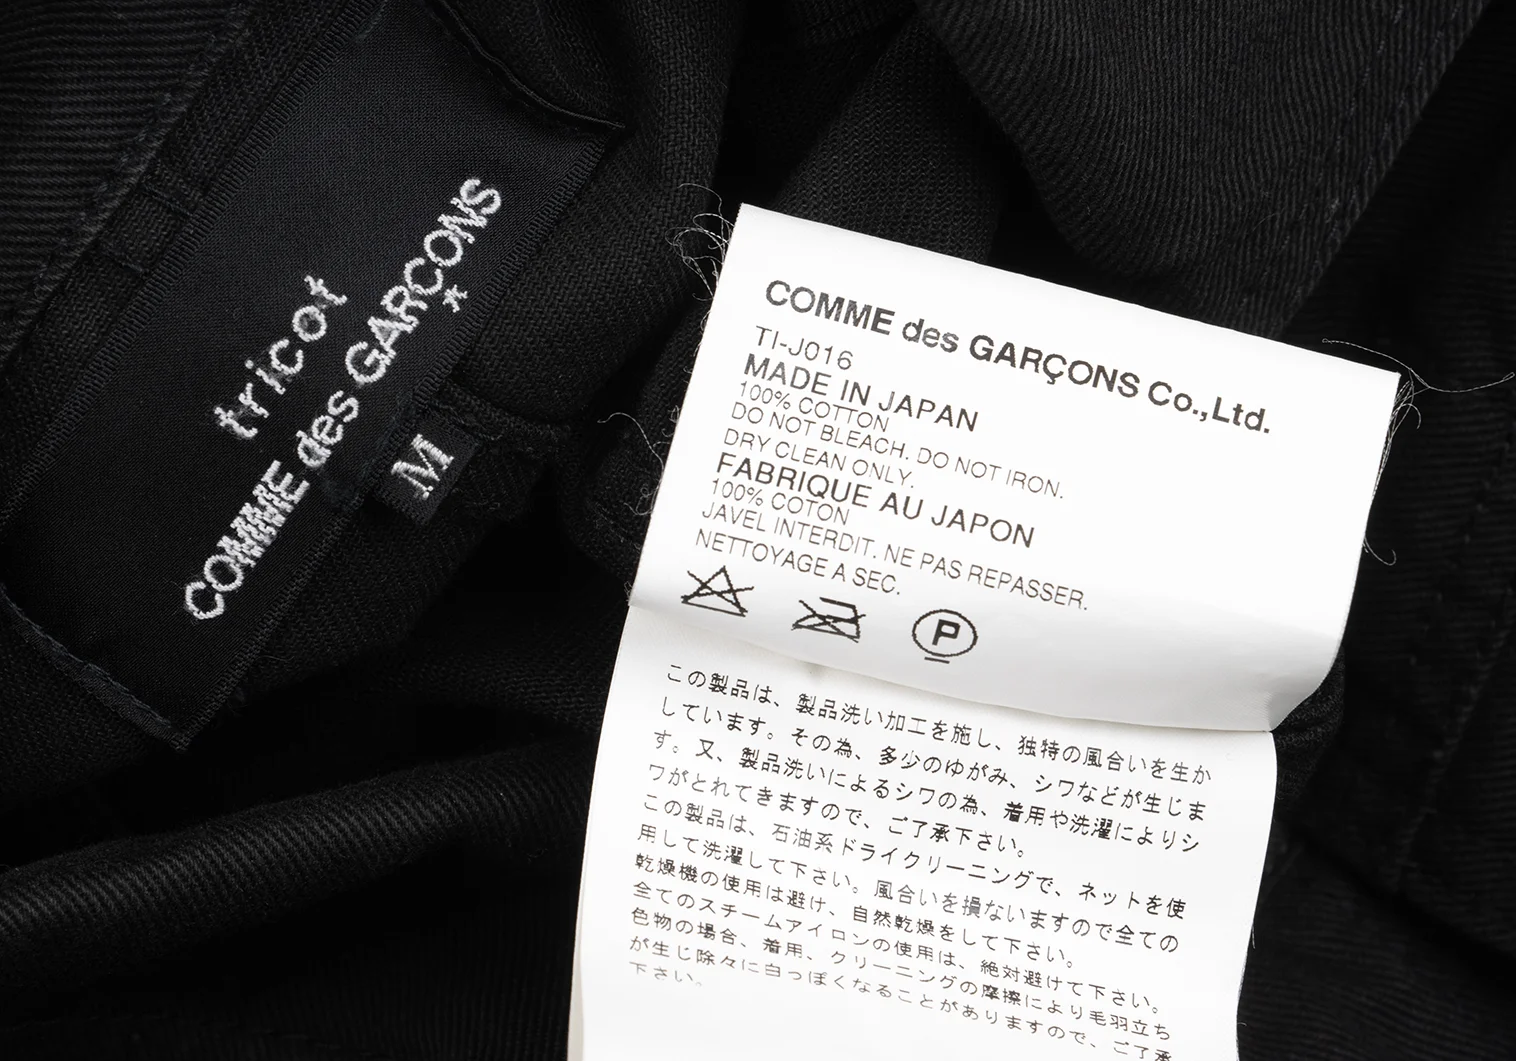 tricot
COMME des GARÇONS
*
M
COMME des GARÇONS Co.,Ltd.
TI-J016
MADE IN JAPAN
100% COTTON
DO NOT BLEACH. DO NOT IRON.
DRY CLEAN ONLY.
FABRIQUE AU JAPON
100% COTON
JAVEL INTERDIT. NE PAS REPASSER.
NETTOYAGE A SEC.
P
この製品は、製品洗い加工を施し、独特の風合いを生か
しています。その為、多少のゆがみ、シワなどが生じま
す。又、製品洗いによるシワの為、着用や洗濯によりシ
ワがとれてきますので、ご了承下さい。
この製品は、石油系ドライクリーニングで、ネットを使
用して洗濯して下さい。風合いを損ないますので全ての
乾燥機の使用は避け、自然乾燥をして下さい。
全てのスチームアイロンの使用は、絶対避けて下さい。
色物の場合、着用、クリーニングの摩擦により毛羽立ち
が生じ除々に白っぽくなることがありますので、ご了承
下さい。